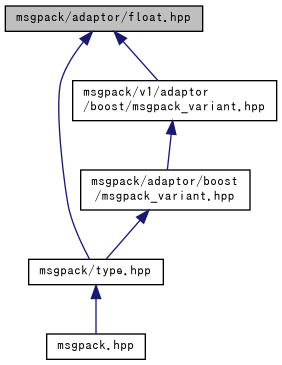 msgpack/adaptor/float.hpp
msgpack/v1/adaptor
/boost/msgpack_variant.hpp
msgpack/adaptor/boost
/msgpack_variant.hpp
msgpack/type.hpp
msgpack.hpp